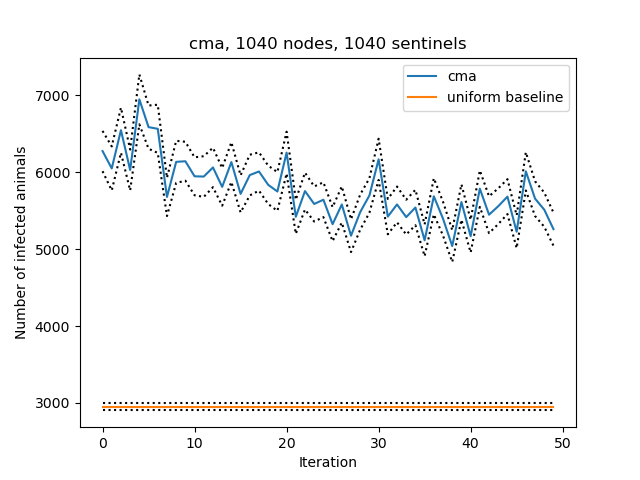 cma, 1040 nodes, 1040 sentinels
cma
uniform baseline
Number of infected animals
7000
6000
5000
4000
3000
0 10 20 30 40 50
Iteration